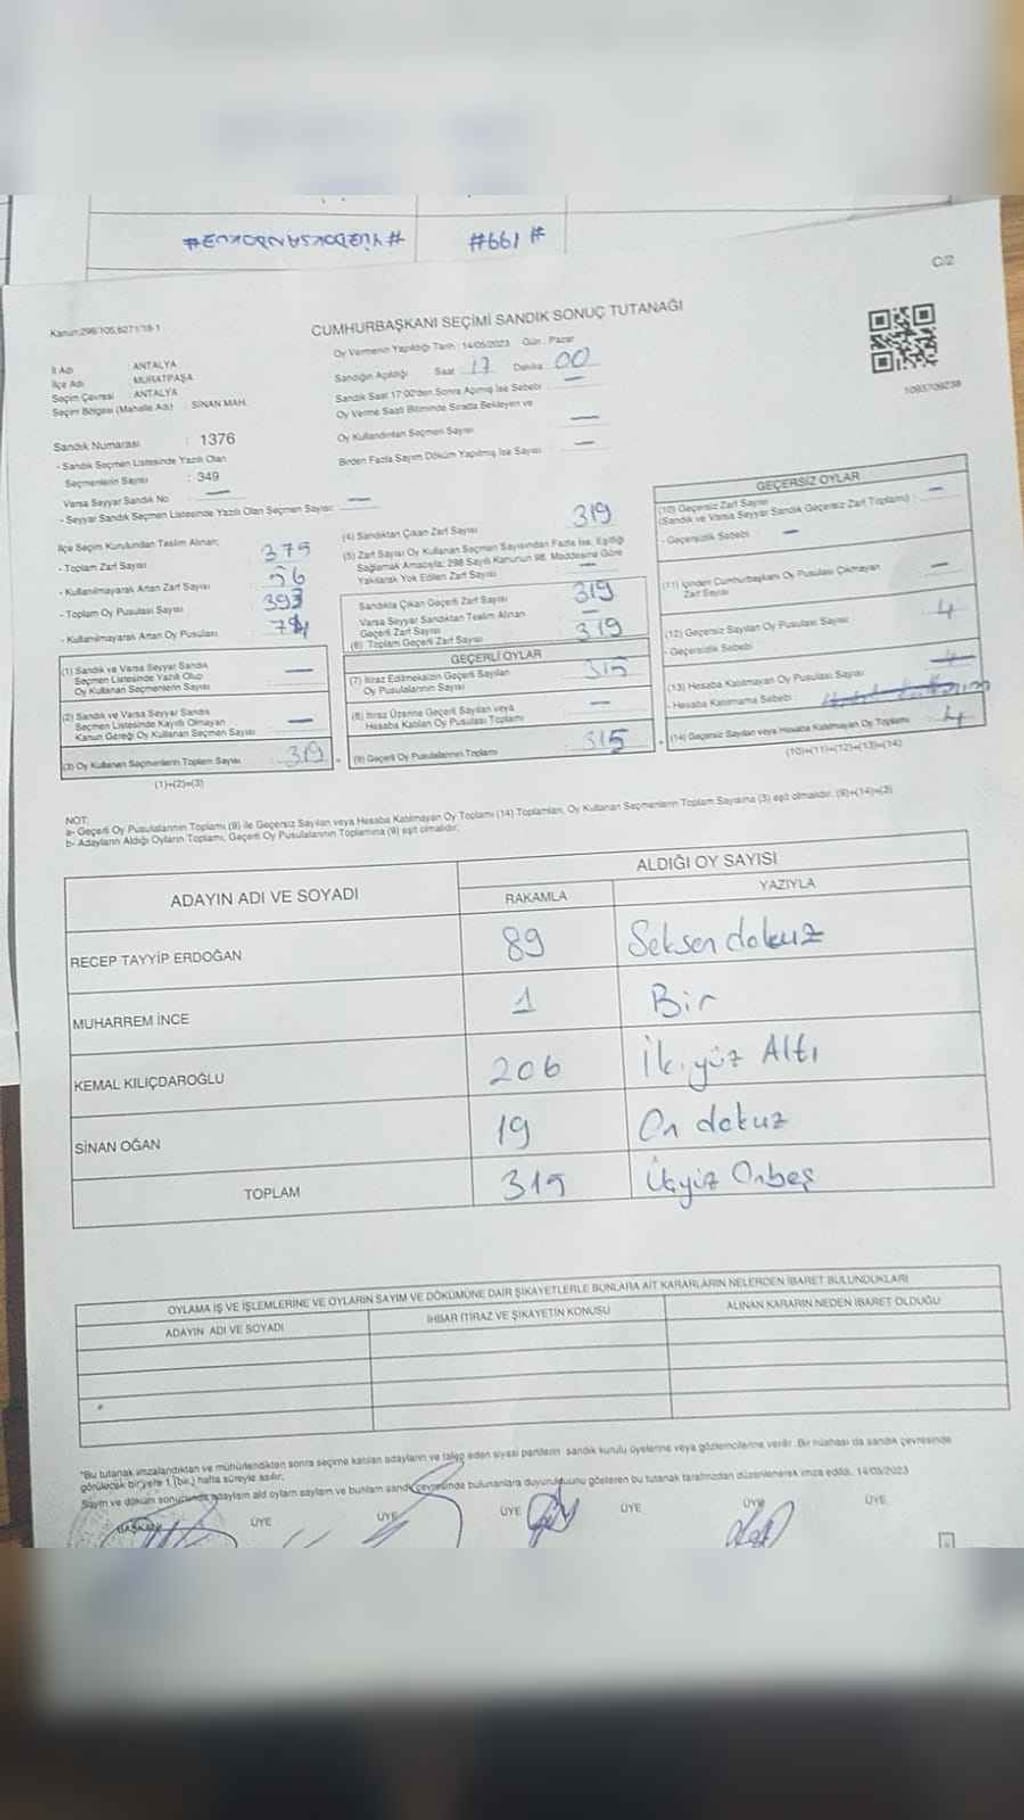 #YÜZDOKSANDOKUZ# #199#
C/2
CUMHURBAŞKANI SEÇİMİ SANDIK SONUÇ TUTANAĞI
Oy Vermenin Yapıldığı Tarih : 14/05/2023 Gün : Pazar
İl Adı : ANTALYA
İlçe Adı : MURATPAŞA
Seçim Çevresi : ANTALYA
Seçim Bölgesi (Mahalle Adı) : SİNAN MAH.
Sandığın Açıldığı Saat 17 Dakika 00
Sandık Saat 17:00'den Sonra Açılmış İse Sebebi —
Oy Verme Saati Bitiminde Sırada Bekleyen ve
Oy Kullandırılan Seçmen Sayısı —
Birden Fazla Sayım Döküm Yapılmış İse Sayısı —
1093709238
Sandık Numarası : 1376
- Sandık Seçmen Listesinde Yazılı Olan
Seçmenlerin Sayısı : 349
Varsa Seyyar Sandık No —
- Seyyar Sandık Seçmen Listesinde Yazılı Olan Seçmen Sayısı: —
İlçe Seçim Kurulundan Teslim Alınan;
- Toplam Zarf Sayısı 375
- Kullanılmayarak Artan Zarf Sayısı 56
- Toplam Oy Pusulası Sayısı 393
- Kullanılmayarak Artan Oy Pusulası
(1) Sandık ve Varsa Seyyar Sandık
Seçmen Listesinde Yazılı Olup
Oy Kullanan Seçmenlerin Sayısı —
(2) Sandık ve Varsa Seyyar Sandık
Seçmen Listesinde Kayıtlı Olmayan
Kanun Gereği Oy Kullanan Seçmen Sayısı —
(3) Oy Kullanan Seçmenlerin Toplam Sayısı 319
(1)+(2)=(3)
(4) Sandıktan Çıkan Zarf Sayısı 319
(5) Zarf Sayısı Oy Kullanan Seçmen Sayısından Fazla İse, Eşitliği
Sağlamak Amacıyla; 298 Sayılı Kanunun 98. Maddesine Göre
Yakılarak Yok Edilen Zarf Sayısı —
Sandıkta Çıkan Geçerli Zarf Sayısı 319
Varsa Seyyar Sandıktan Teslim Alınan
Geçerli Zarf Sayısı —
(6) Toplam Geçerli Zarf Sayısı 319
GEÇERLİ OYLAR
(7) İtiraz Edilmeksizin Geçerli Sayılan
Oy Pusulalarının Sayısı 315
(8) İtiraz Üzerine Geçerli Sayılan veya
Hesaba Katılan Oy Pusulası Toplamı —
(9) Geçerli Oy Pusulalarının Toplamı 315
GEÇERSİZ OYLAR
(10) Geçersiz Zarf Sayısı
(Sandık ve Varsa Seyyar Sandık Geçersiz Zarf Toplamı) : —
- Geçersizlik Sebebi —
(11) İçinden Cumhurbaşkanı Oy Pusulası Çıkmayan
Zarf Sayısı —
(12) Geçersiz Sayılan Oy Pusulası Sayısı 4
- Geçersizlik Sebebi
(13) Hesaba Katılmayan Oy Pusulası Sayısı
- Hesaba Katılmama Sebebi
(14) Geçersiz Sayılan veya Hesaba Katılmayan Oy Toplamı 4
(10)+(11)+(12)+(13)=(14)
NOT:
a- Geçerli Oy Pusulalarının Toplamı (9) ile Geçersiz Sayılan veya Hesaba Katılmayan Oy Toplamı (14) Toplamları, Oy Kullanan Seçmenlerin Toplam Sayısına (3) eşit olmalıdır. (9)+(14)=(3)
b- Adayların Aldığı Oyların Toplamı, Geçerli Oy Pusulalarının Toplamına (9) eşit olmalıdır.
ADAYIN ADI VE SOYADI ALDIĞI OY SAYISI
RAKAMLA YAZIYLA
RECEP TAYYİP ERDOĞAN 89 Seksen dokuz
MUHARREM İNCE 1 Bir
KEMAL KILIÇDAROĞLU 206 İki yüz Altı
SİNAN OĞAN 19 On dokuz
TOPLAM 315 Üçyüz Onbeş
OYLAMA İŞ VE İŞLEMLERİNE VE OYLARIN SAYIM VE DÖKÜMÜNE DAİR ŞİKAYETLERLE BUNLARA AİT KARARLARIN NELERDEN İBARET BULUNDUKLARI
ADAYIN ADI VE SOYADI İHBAR İTİRAZ VE ŞİKAYETİN KONUSU ALINAN KARARIN NEDEN İBARET OLDUĞU
"Bu tutanak imzalandıktan ve mühürlendikten sonra seçime katılan adayların ve talep eden siyasi partilerin sandık kurulu üyelerine veya gözlemcilerine verilir. Bir nüshası da sandık çevresinde
görülecek bir yere 1 (bir) hafta süreyle asılır.
Sayım ve döküm sonucunda adayların ald oyların sayıları ve bunların sandık çevresinde bulunanlara duyurulduğunu gösteren bu tutanak tarafımızdan düzenlenerek imza edildi. 14/05/2023
BAŞKAN ÜYE ÜYE ÜYE ÜYE ÜYE ÜYE